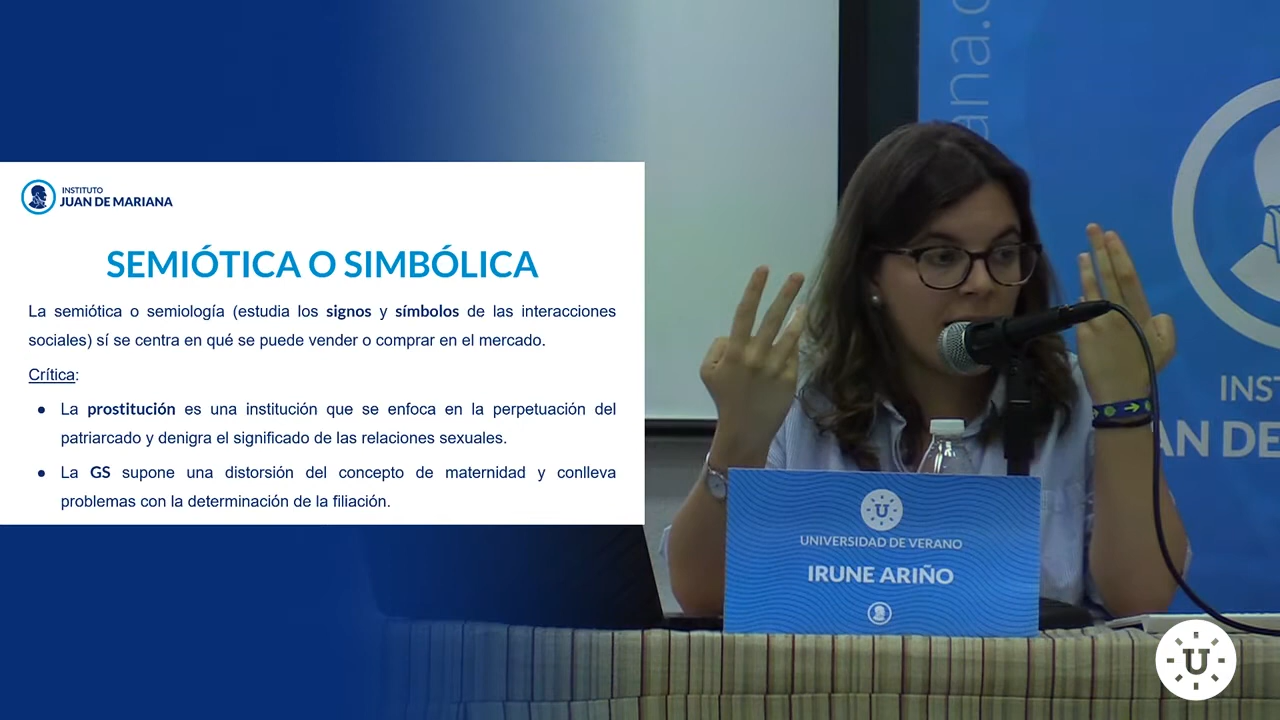 INSTITUTO
JUAN DE MARIANA
SEMIÓTICA O SIMBÓLICA
La semiótica o semiología (estudia los signos y símbolos de las interacciones
sociales) sí se centra en qué se puede vender o comprar en el mercado.
Crítica:
● La prostitución es una institución que se enfoca en la perpetuación del
patriarcado y denigra el significado de las relaciones sexuales.
● La GS supone una distorsión del concepto de maternidad y conlleva
problemas con la determinación de la filiación.
ana.o
INST
AN DE
U
UNIVERSIDAD DE VERANO
IRUNE ARIÑO
U